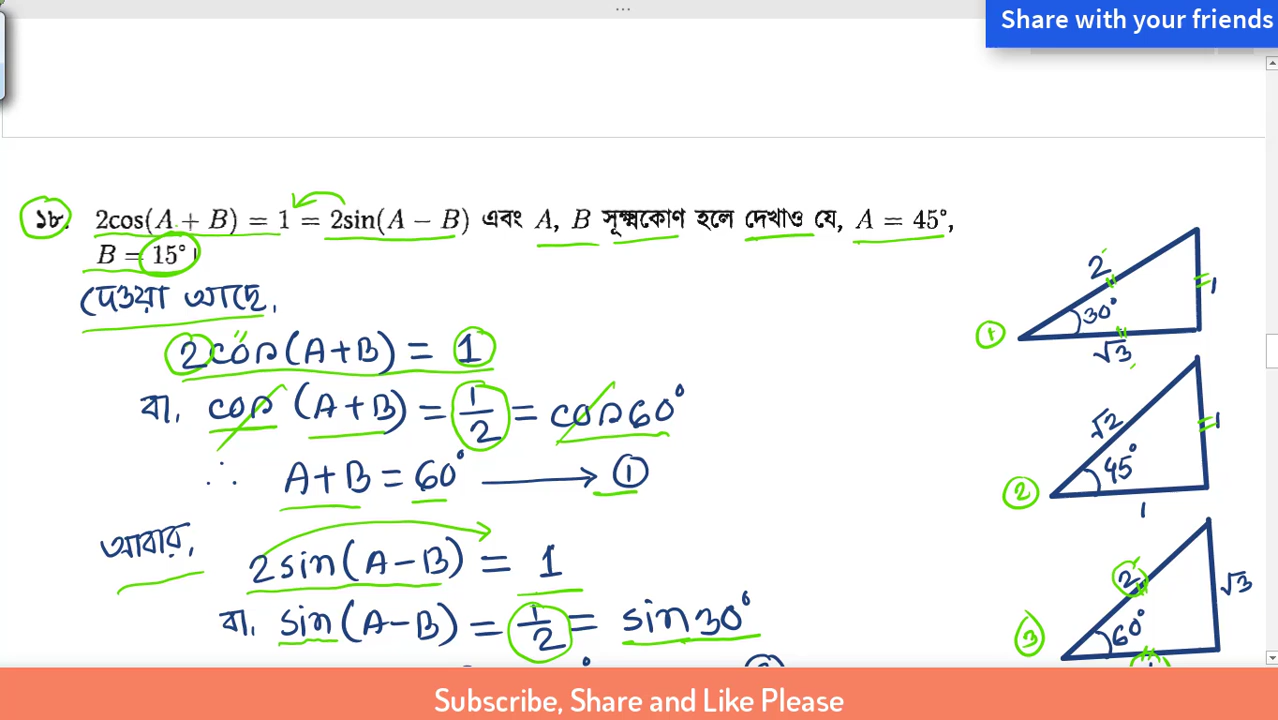 Share with your friends
১৮. 2cos(A + B) = 1 = 2sin(A − B) এবং A, B সূক্ষ্মকোণ হলে দেখাও যে, A = 45°,
B = 15° ।
দেওয়া আছে,
2cos(A+B) = 1
বা, cos (A+B) = 1/2 = cos60°
∴ A+B = 60° ⟶ ①
আবার,
2sin(A−B) = 1
বা, sin(A−B) = 1/2 = sin30°
① 2 30° 1 √3
② √2 45° 1 1
③ 2 60° √3
Subscribe, Share and Like Please